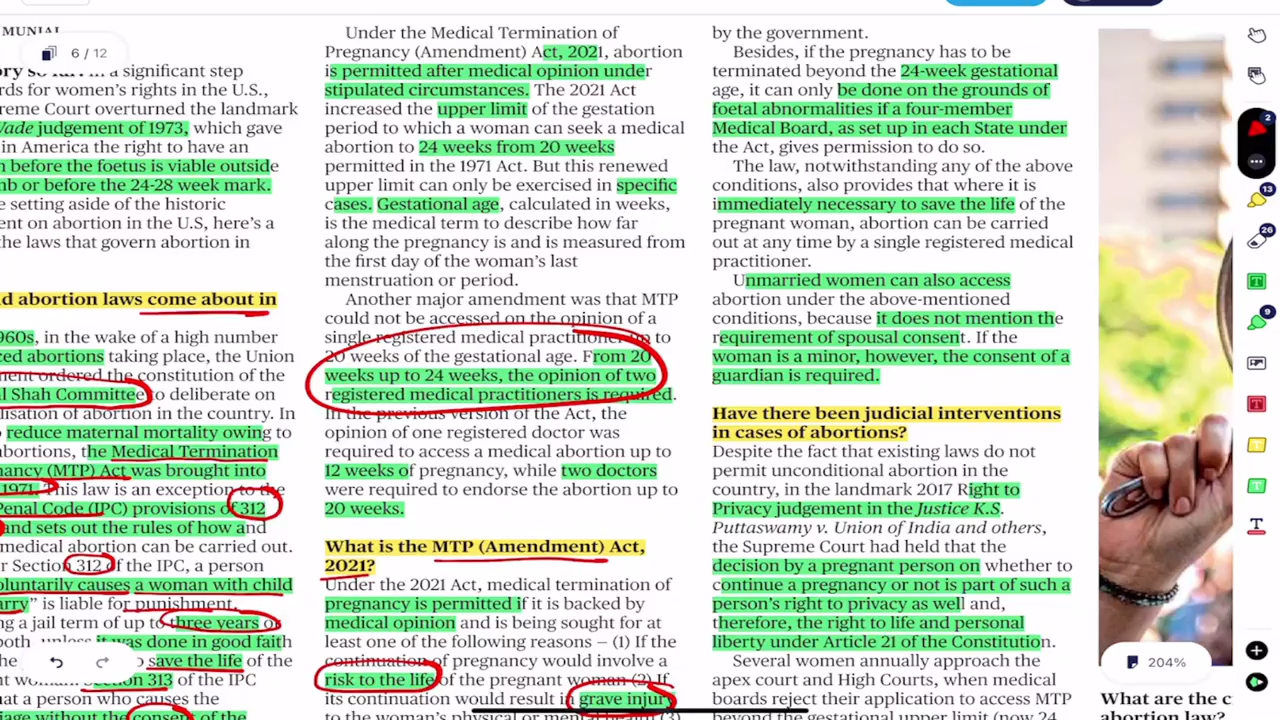 MUNJAL
6 / 12
ory so far: In a significant step
rds for women's rights in the U.S.,
reme Court overturned the landmark
Wade judgement of 1973, which gave
in America the right to have an
n before the foetus is viable outside
mb or before the 24-28 week mark.
e setting aside of the historic
ent on abortion in the U.S, here's a
the laws that govern abortion in
d abortion laws come about in
960s, in the wake of a high number
ced abortions taking place, the Union
ment ordered the constitution of the
al Shah Committee to deliberate on
lisation of abortion in the country. In
o reduce maternal mortality owing to
abortions, the Medical Termination
nancy (MTP) Act was brought into
1971. This law is an exception to the
Penal Code (IPC) provisions of 312
and sets out the rules of how and
medical abortion can be carried out.
r Section 312 of the IPC, a person
oluntarily causes a woman with child
arry" is liable for punishment,
ng a jail term of up to three years or
both, unless it was done in good faith
he save the life of the
nt woman. Section 313 of the IPC
at a person who causes the
iage without the consent of the
Under the Medical Termination of
Pregnancy (Amendment) Act, 2021, abortion
is permitted after medical opinion under
stipulated circumstances. The 2021 Act
increased the upper limit of the gestation
period to which a woman can seek a medical
abortion to 24 weeks from 20 weeks
permitted in the 1971 Act. But this renewed
upper limit can only be exercised in specific
cases. Gestational age, calculated in weeks,
is the medical term to describe how far
along the pregnancy is and is measured from
the first day of the woman's last
menstruation or period.
Another major amendment was that MTP
could not be accessed on the opinion of a
single registered medical practitioner up to
20 weeks of the gestational age. From 20
weeks up to 24 weeks, the opinion of two
registered medical practitioners is required.
In the previous version of the Act, the
opinion of one registered doctor was
required to access a medical abortion up to
12 weeks of pregnancy, while two doctors
were required to endorse the abortion up to
20 weeks.
What is the MTP (Amendment) Act,
2021?
Under the 2021 Act, medical termination of
pregnancy is permitted if it is backed by
medical opinion and is being sought for at
least one of the following reasons – (1) If the
continuation of pregnancy would involve a
risk to the life of the pregnant woman (2) If
its continuation would result in grave injury
to the woman's physical or mental health (3)
by the government.
Besides, if the pregnancy has to be
terminated beyond the 24-week gestational
age, it can only be done on the grounds of
foetal abnormalities if a four-member
Medical Board, as set up in each State under
the Act, gives permission to do so.
The law, notwithstanding any of the above
conditions, also provides that where it is
immediately necessary to save the life of the
pregnant woman, abortion can be carried
out at any time by a single registered medical
practitioner.
Unmarried women can also access
abortion under the above-mentioned
conditions, because it does not mention the
requirement of spousal consent. If the
woman is a minor, however, the consent of a
guardian is required.
Have there been judicial interventions
in cases of abortions?
Despite the fact that existing laws do not
permit unconditional abortion in the
country, in the landmark 2017 Right to
Privacy judgement in the Justice K.S.
Puttaswamy v. Union of India and others,
the Supreme Court had held that the
decision by a pregnant person on whether to
continue a pregnancy or not is part of such a
person's right to privacy as well and,
therefore, the right to life and personal
liberty under Article 21 of the Constitution.
Several women annually approach the
apex court and High Courts, when medical
boards reject their application to access MTP
beyond the gestational upper limit (now 24
204%
What are the c
abortion law?
2
13
26
9
T
T
T
T
T